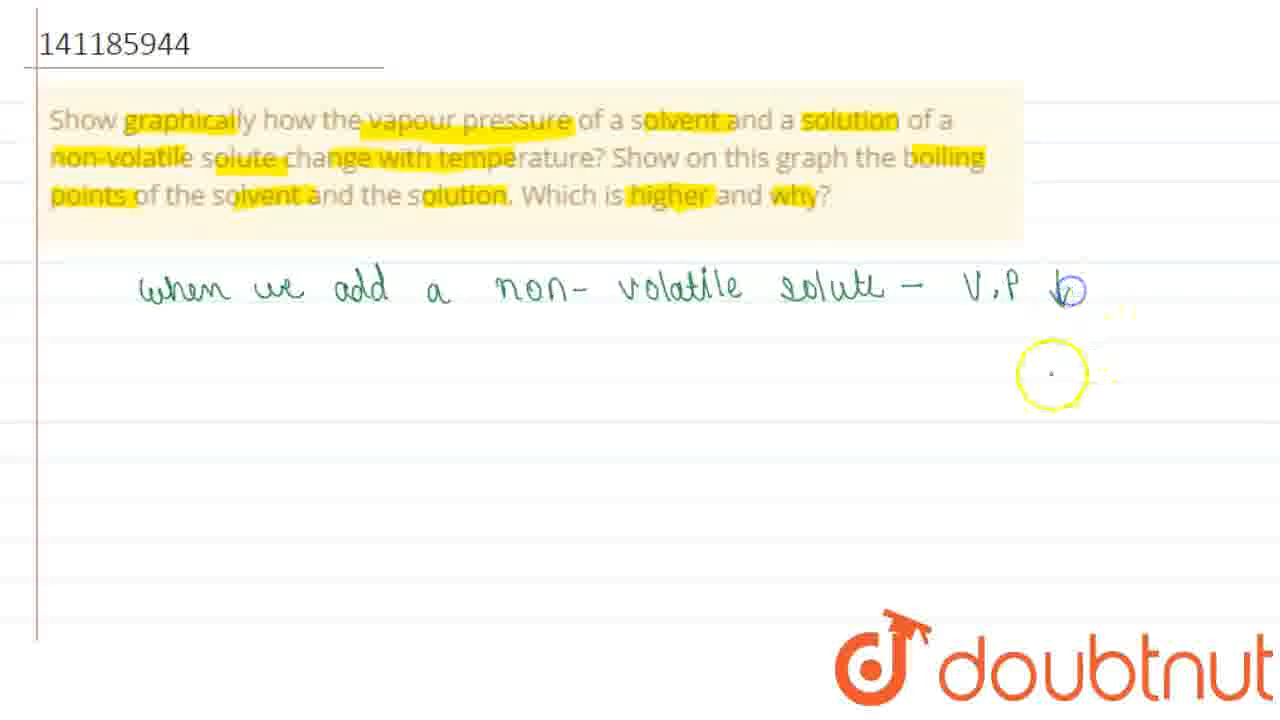 141185944
Show graphically how the vapour pressure of a solvent and a solution of a
non-volatile solute change with temperature? Show on this graph the boiling
points of the solvent and the solution. Which is higher and why?
when we add a non- volatile solute - V.P ↓
doubtnut